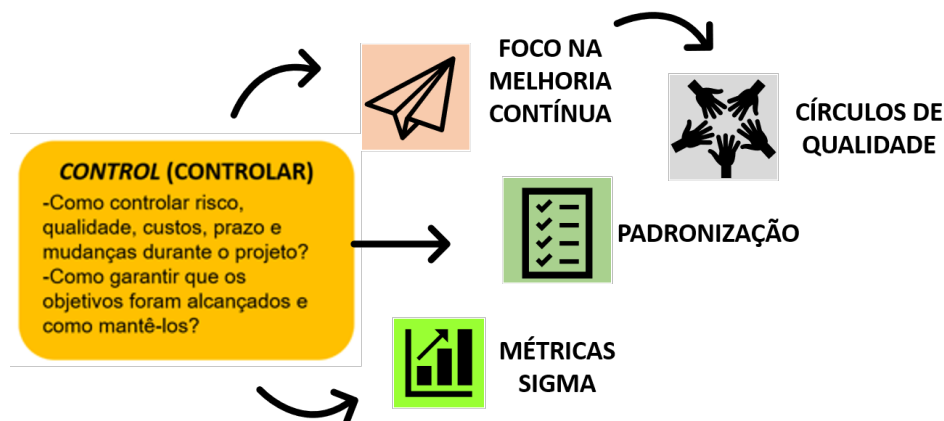 CONTROL (CONTROLAR)
-Como controlar risco,
qualidade, custos, prazo e
mudanças durante o projeto?
-Como garantir que os
objetivos foram alcançados e
como mantê-los?
FOCO NA
MELHORIA
CONTÍNUA
CÍRCULOS DE
QUALIDADE
PADRONIZAÇÃO
MÉTRICAS
SIGMA